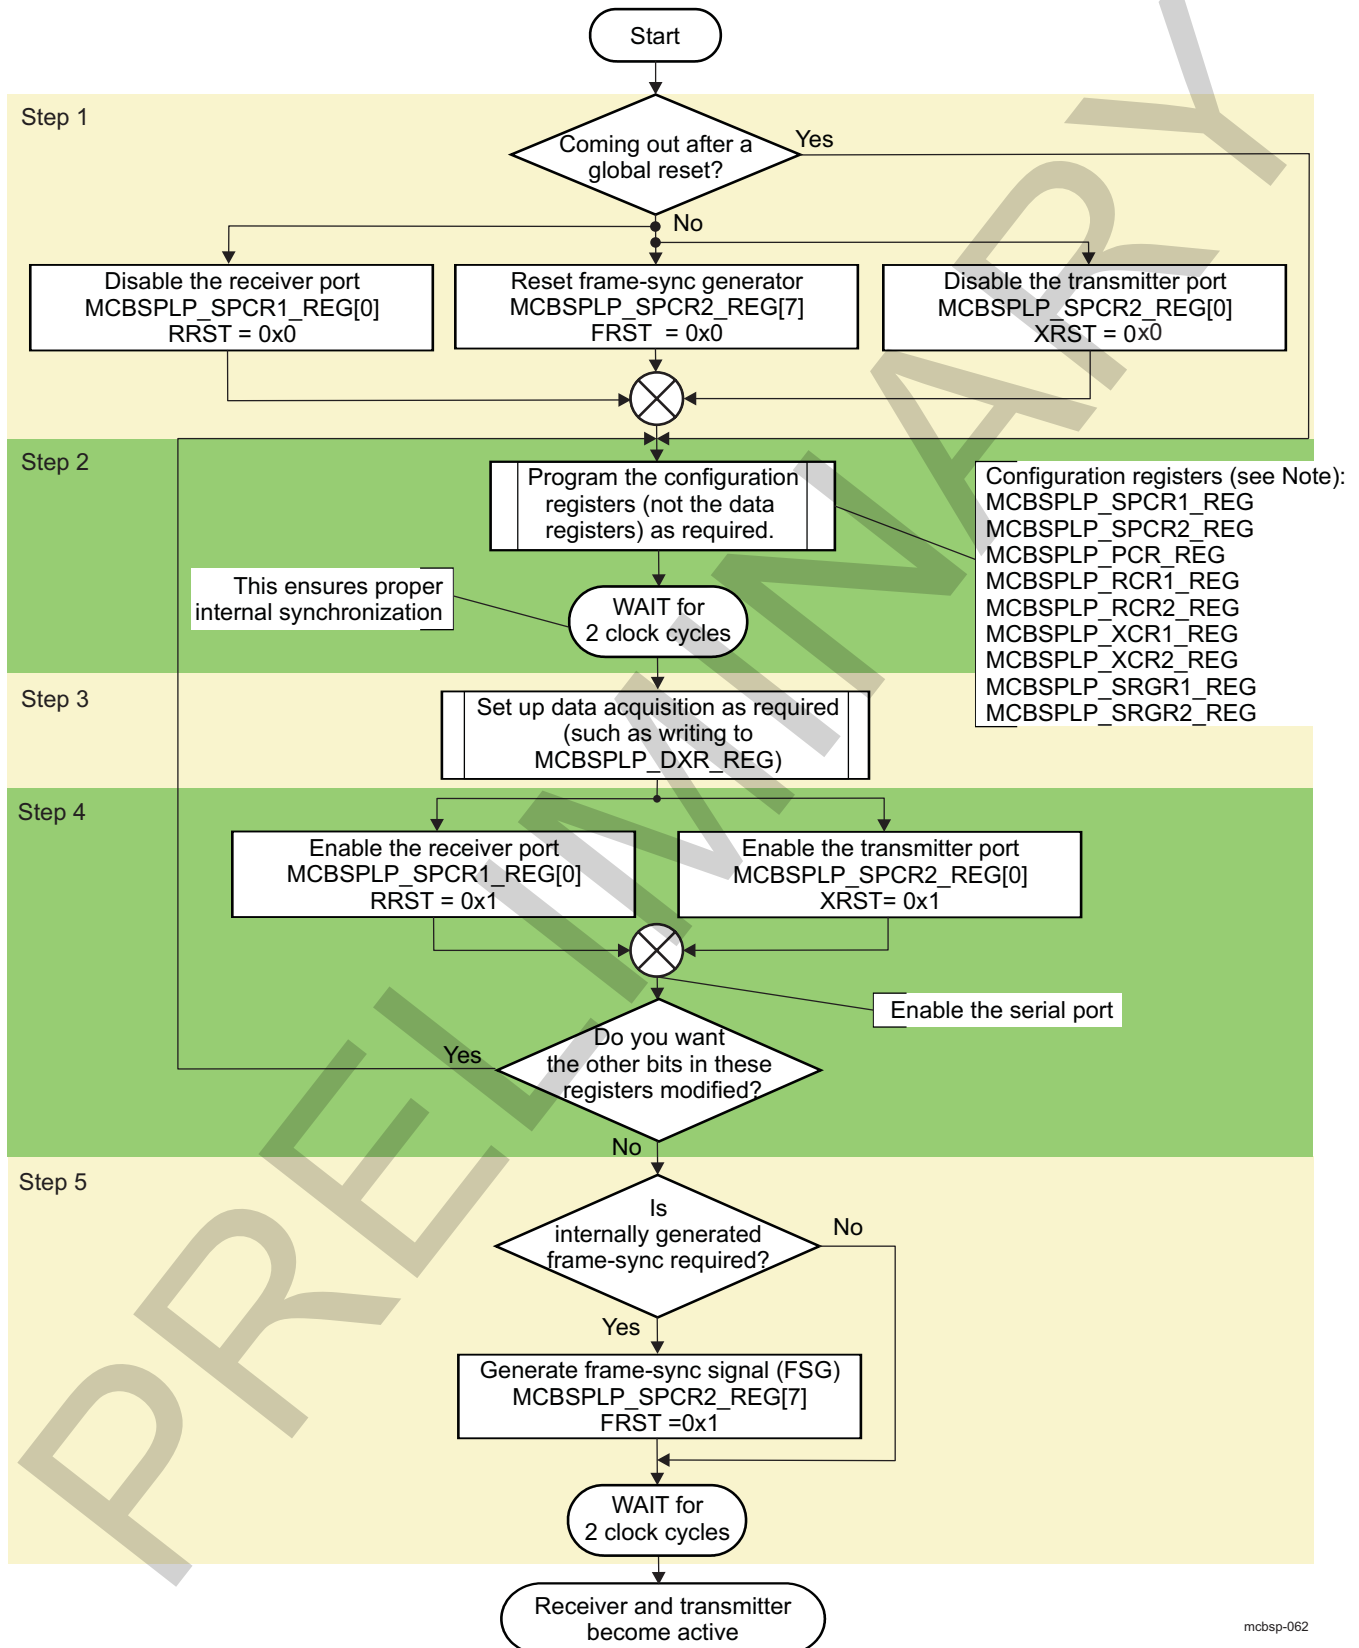 Start
Step 1
Coming out after a
global reset?
Yes
No
Disable the receiver port
MCBSPLP_SPCR1_REG[0]
RRST = 0x0
Reset frame-sync generator
MCBSPLP_SPCR2_REG[7]
FRST = 0x0
Disable the transmitter port
MCBSPLP_SPCR2_REG[0]
XRST = 0x0
Step 2
Program the configuration
registers (not the data
registers) as required.
Configuration registers (see Note):
MCBSPLP_SPCR1_REG
MCBSPLP_SPCR2_REG
MCBSPLP_PCR_REG
MCBSPLP_RCR1_REG
MCBSPLP_RCR2_REG
MCBSPLP_XCR1_REG
MCBSPLP_XCR2_REG
MCBSPLP_SRGR1_REG
MCBSPLP_SRGR2_REG
This ensures proper
internal synchronization
WAIT for
2 clock cycles
Step 3
Set up data acquisition as required
(such as writing to
MCBSPLP_DXR_REG)
Step 4
Enable the receiver port
MCBSPLP_SPCR1_REG[0]
RRST = 0x1
Enable the transmitter port
MCBSPLP_SPCR2_REG[0]
XRST= 0x1
Enable the serial port
Do you want
the other bits in these
registers modified?
Yes
No
Step 5
Is
internally generated
frame-sync required?
No
Yes
Generate frame-sync signal (FSG)
MCBSPLP_SPCR2_REG[7]
FRST =0x1
WAIT for
2 clock cycles
Receiver and transmitter
become active
mcbsp-062
PRELIMINARY